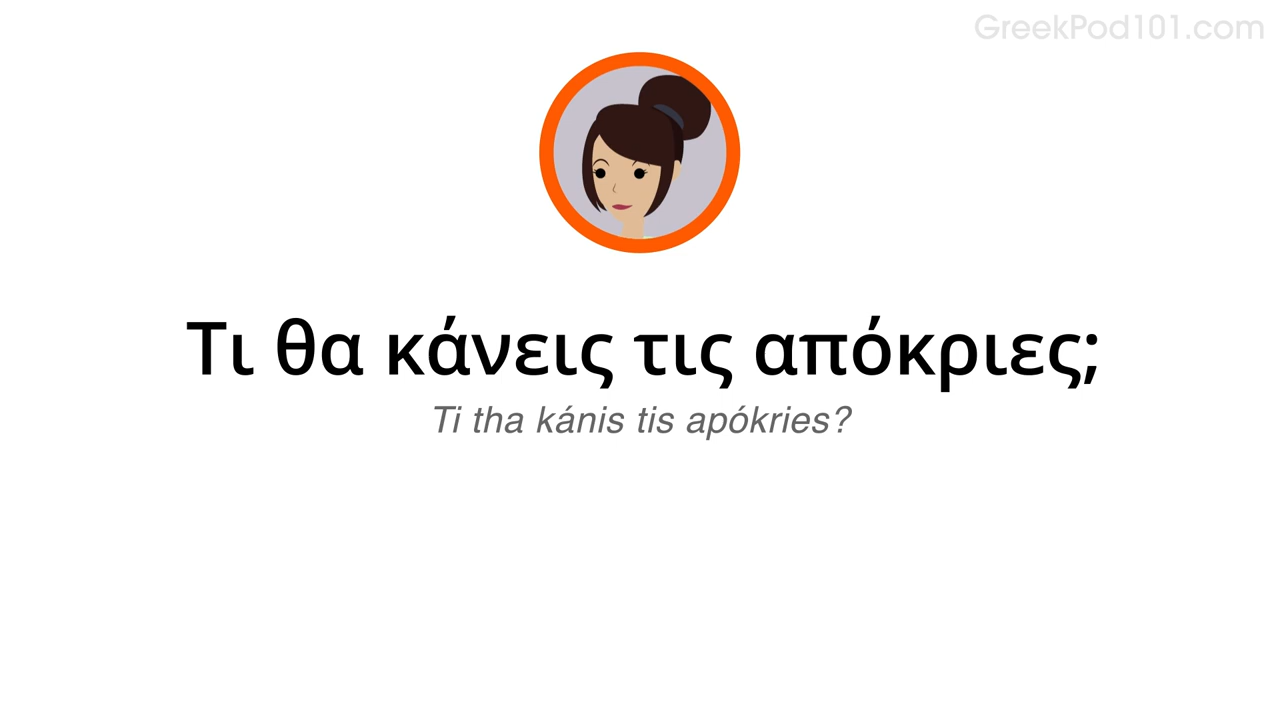 GreekPod101.com
Τι θα κάνεις τις απόκριες;
Ti tha kánis tis apókries?